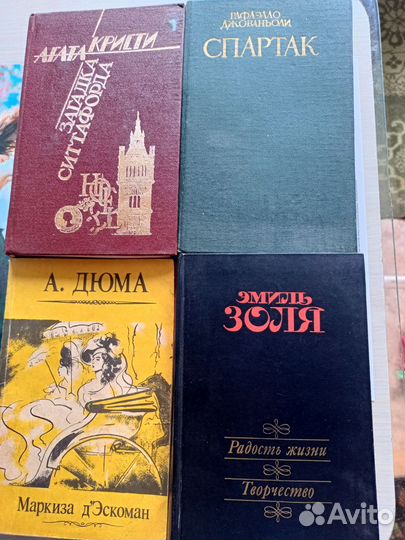 АГАТА КРИСТИ
ЗАГАДКА
СИТТАФОРДА
РАФАЭЛЛО
ДЖОВАНЬОЛИ
СПАРТАК
А. ДЮМА
Маркиза д'Эскоман
ЭМИЛЬ
ЗОЛЯ
Радость жизни
Творчество
Avito